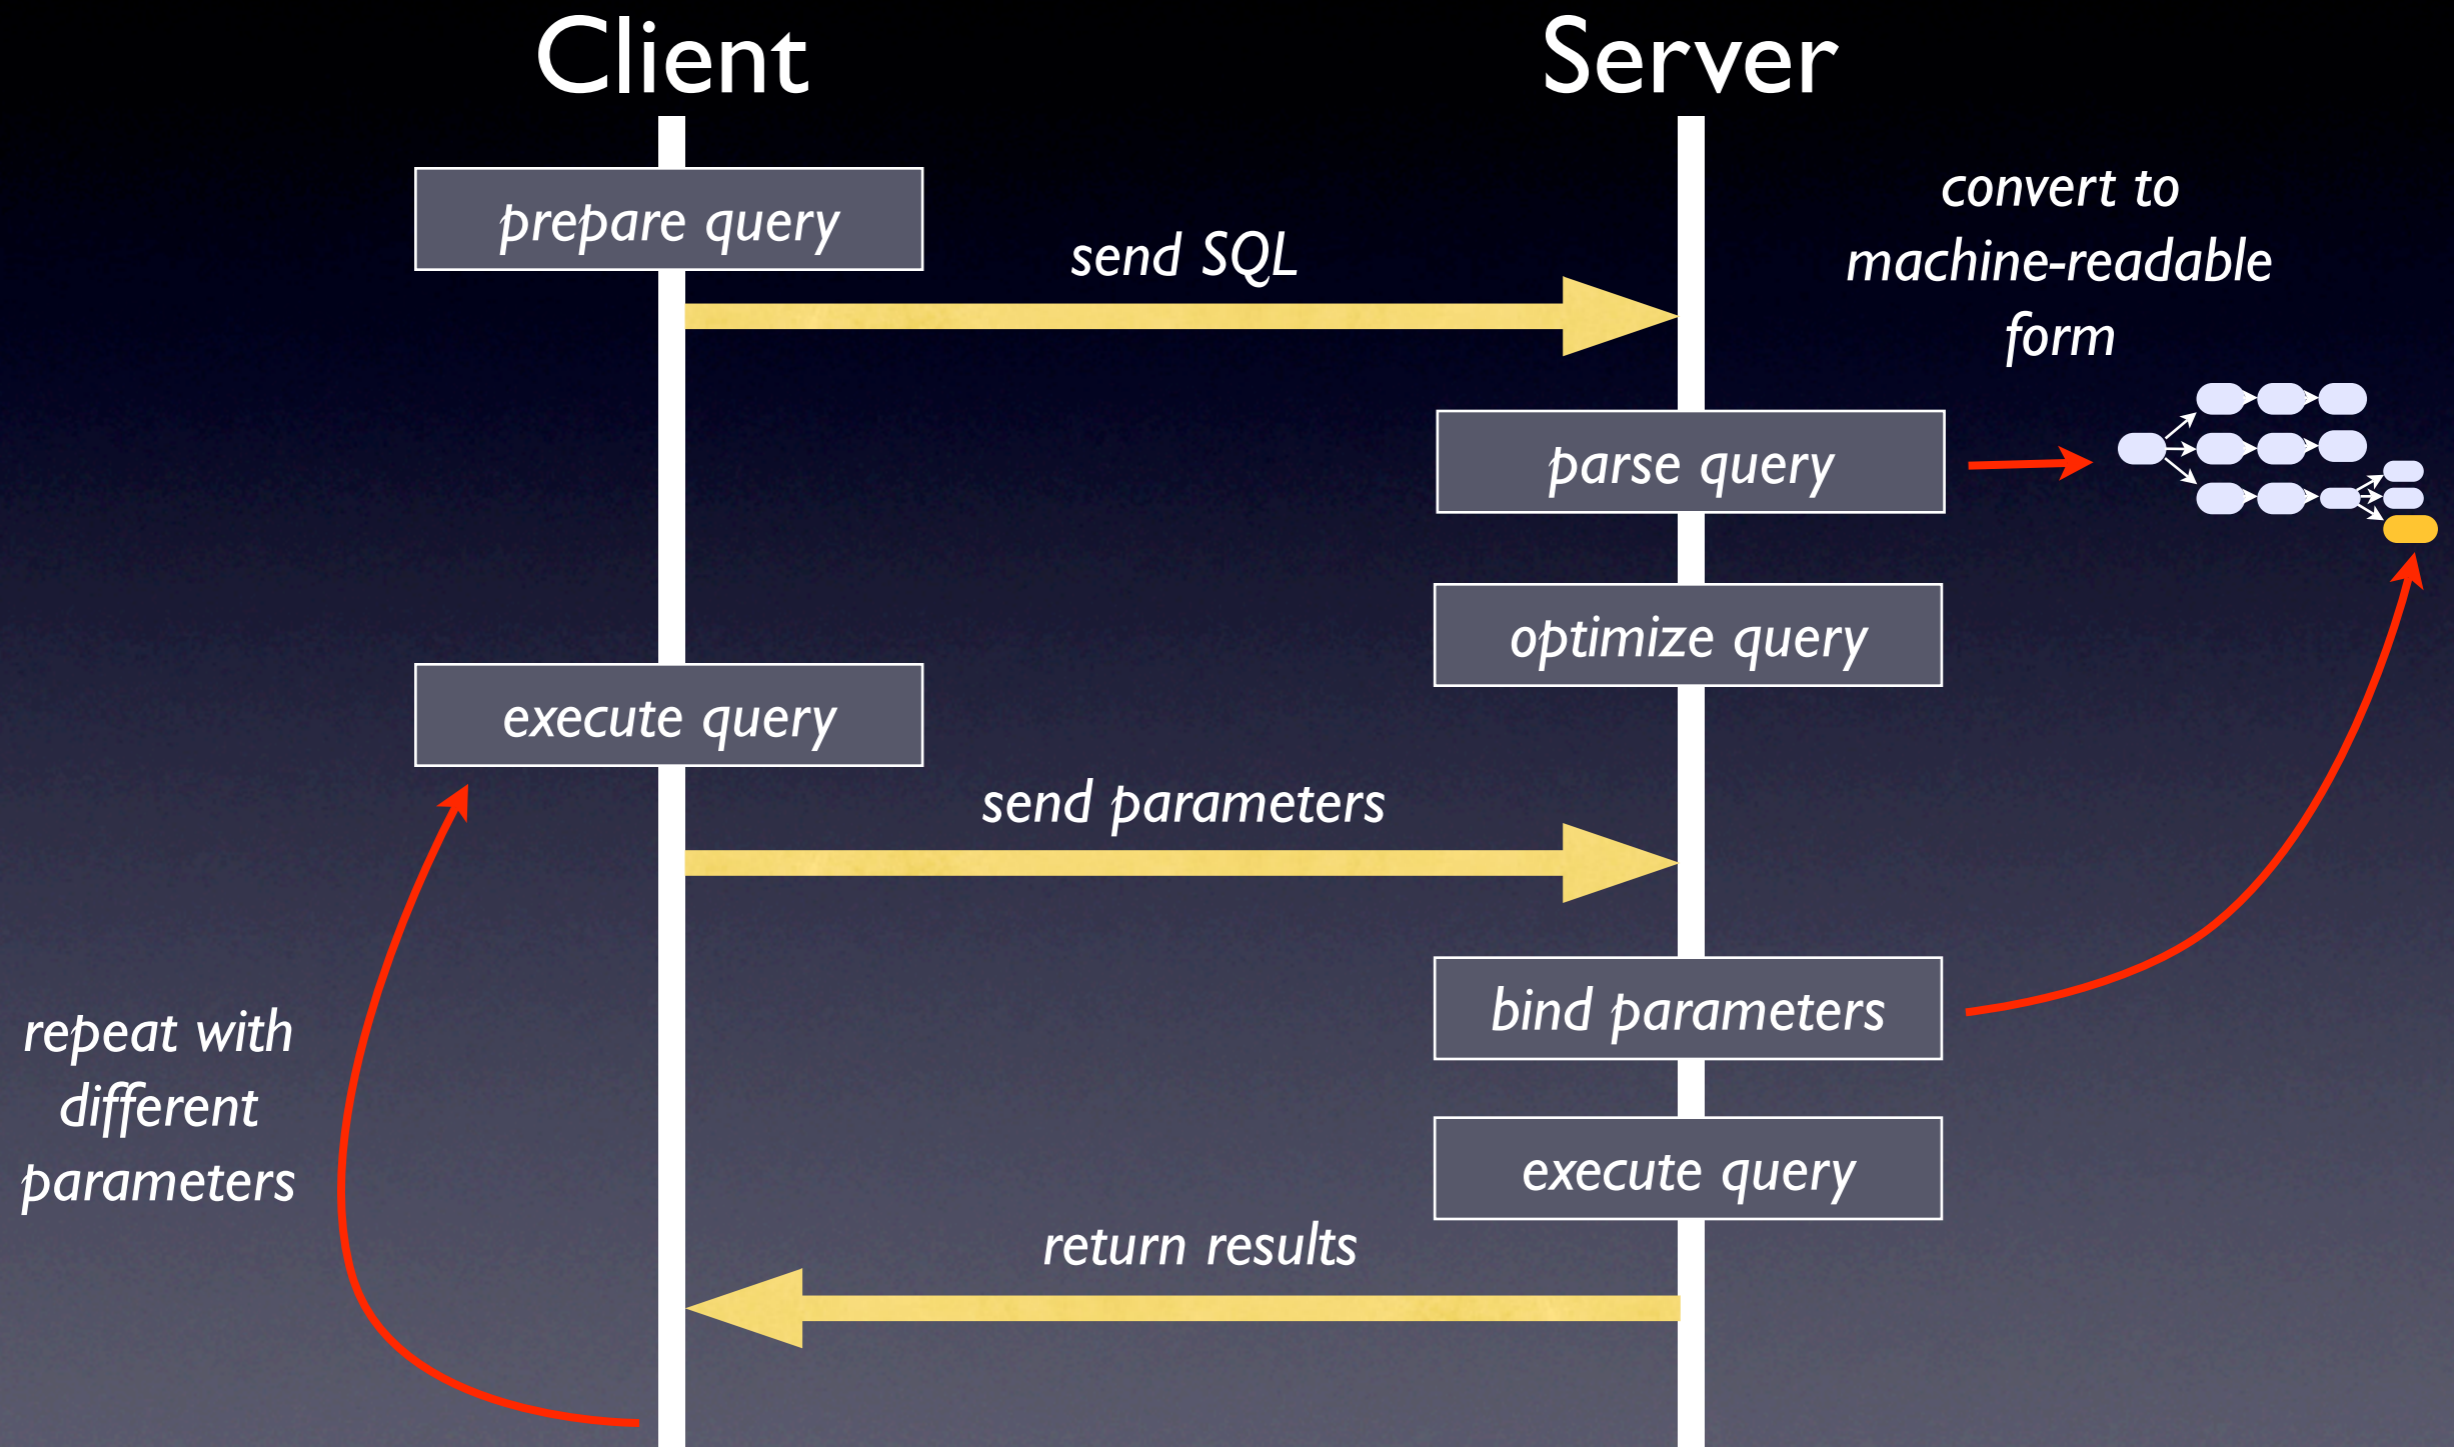 Client
Server
prepare query
send SQL
convert to
machine-readable
form
parse query
optimize query
execute query
send parameters
bind parameters
repeat with
different
parameters
execute query
return results